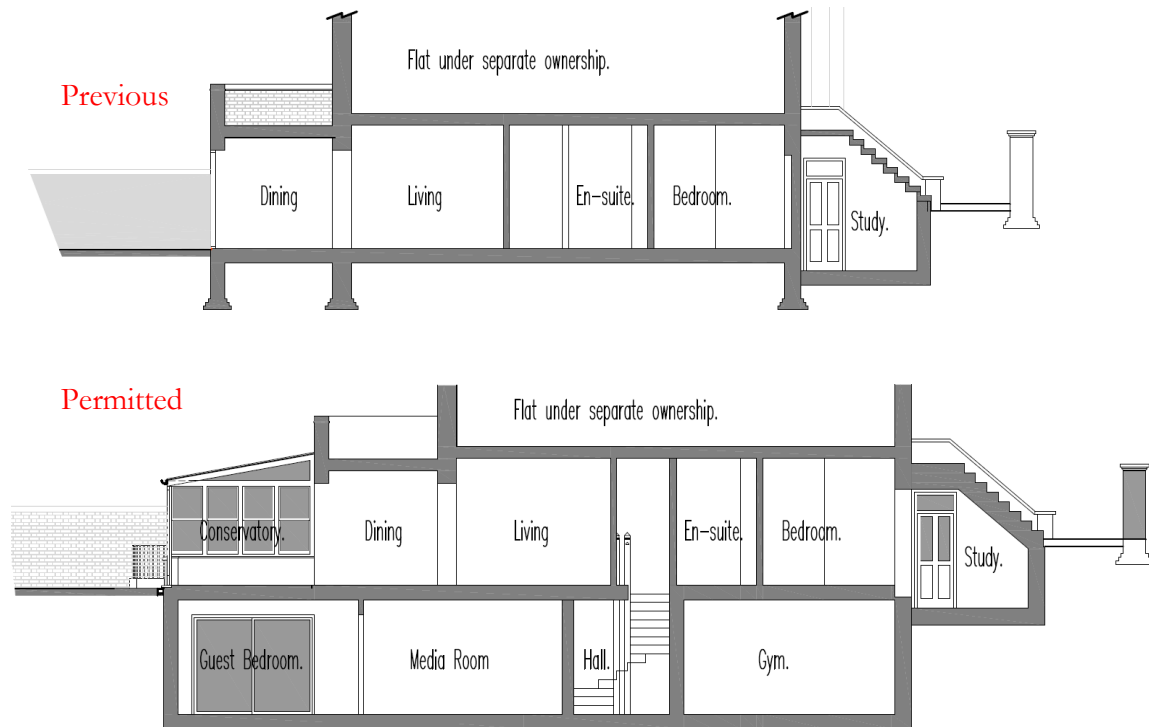 Flat under separate ownership.
Previous
Dining
Living
En-suite.
Bedroom.
Study.
Permitted
Flat under separate ownership.
Conservatory.
Dining
Living
En-suite.
Bedroom.
Study.
Guest Bedroom.
Media Room
Hall.
Gym.